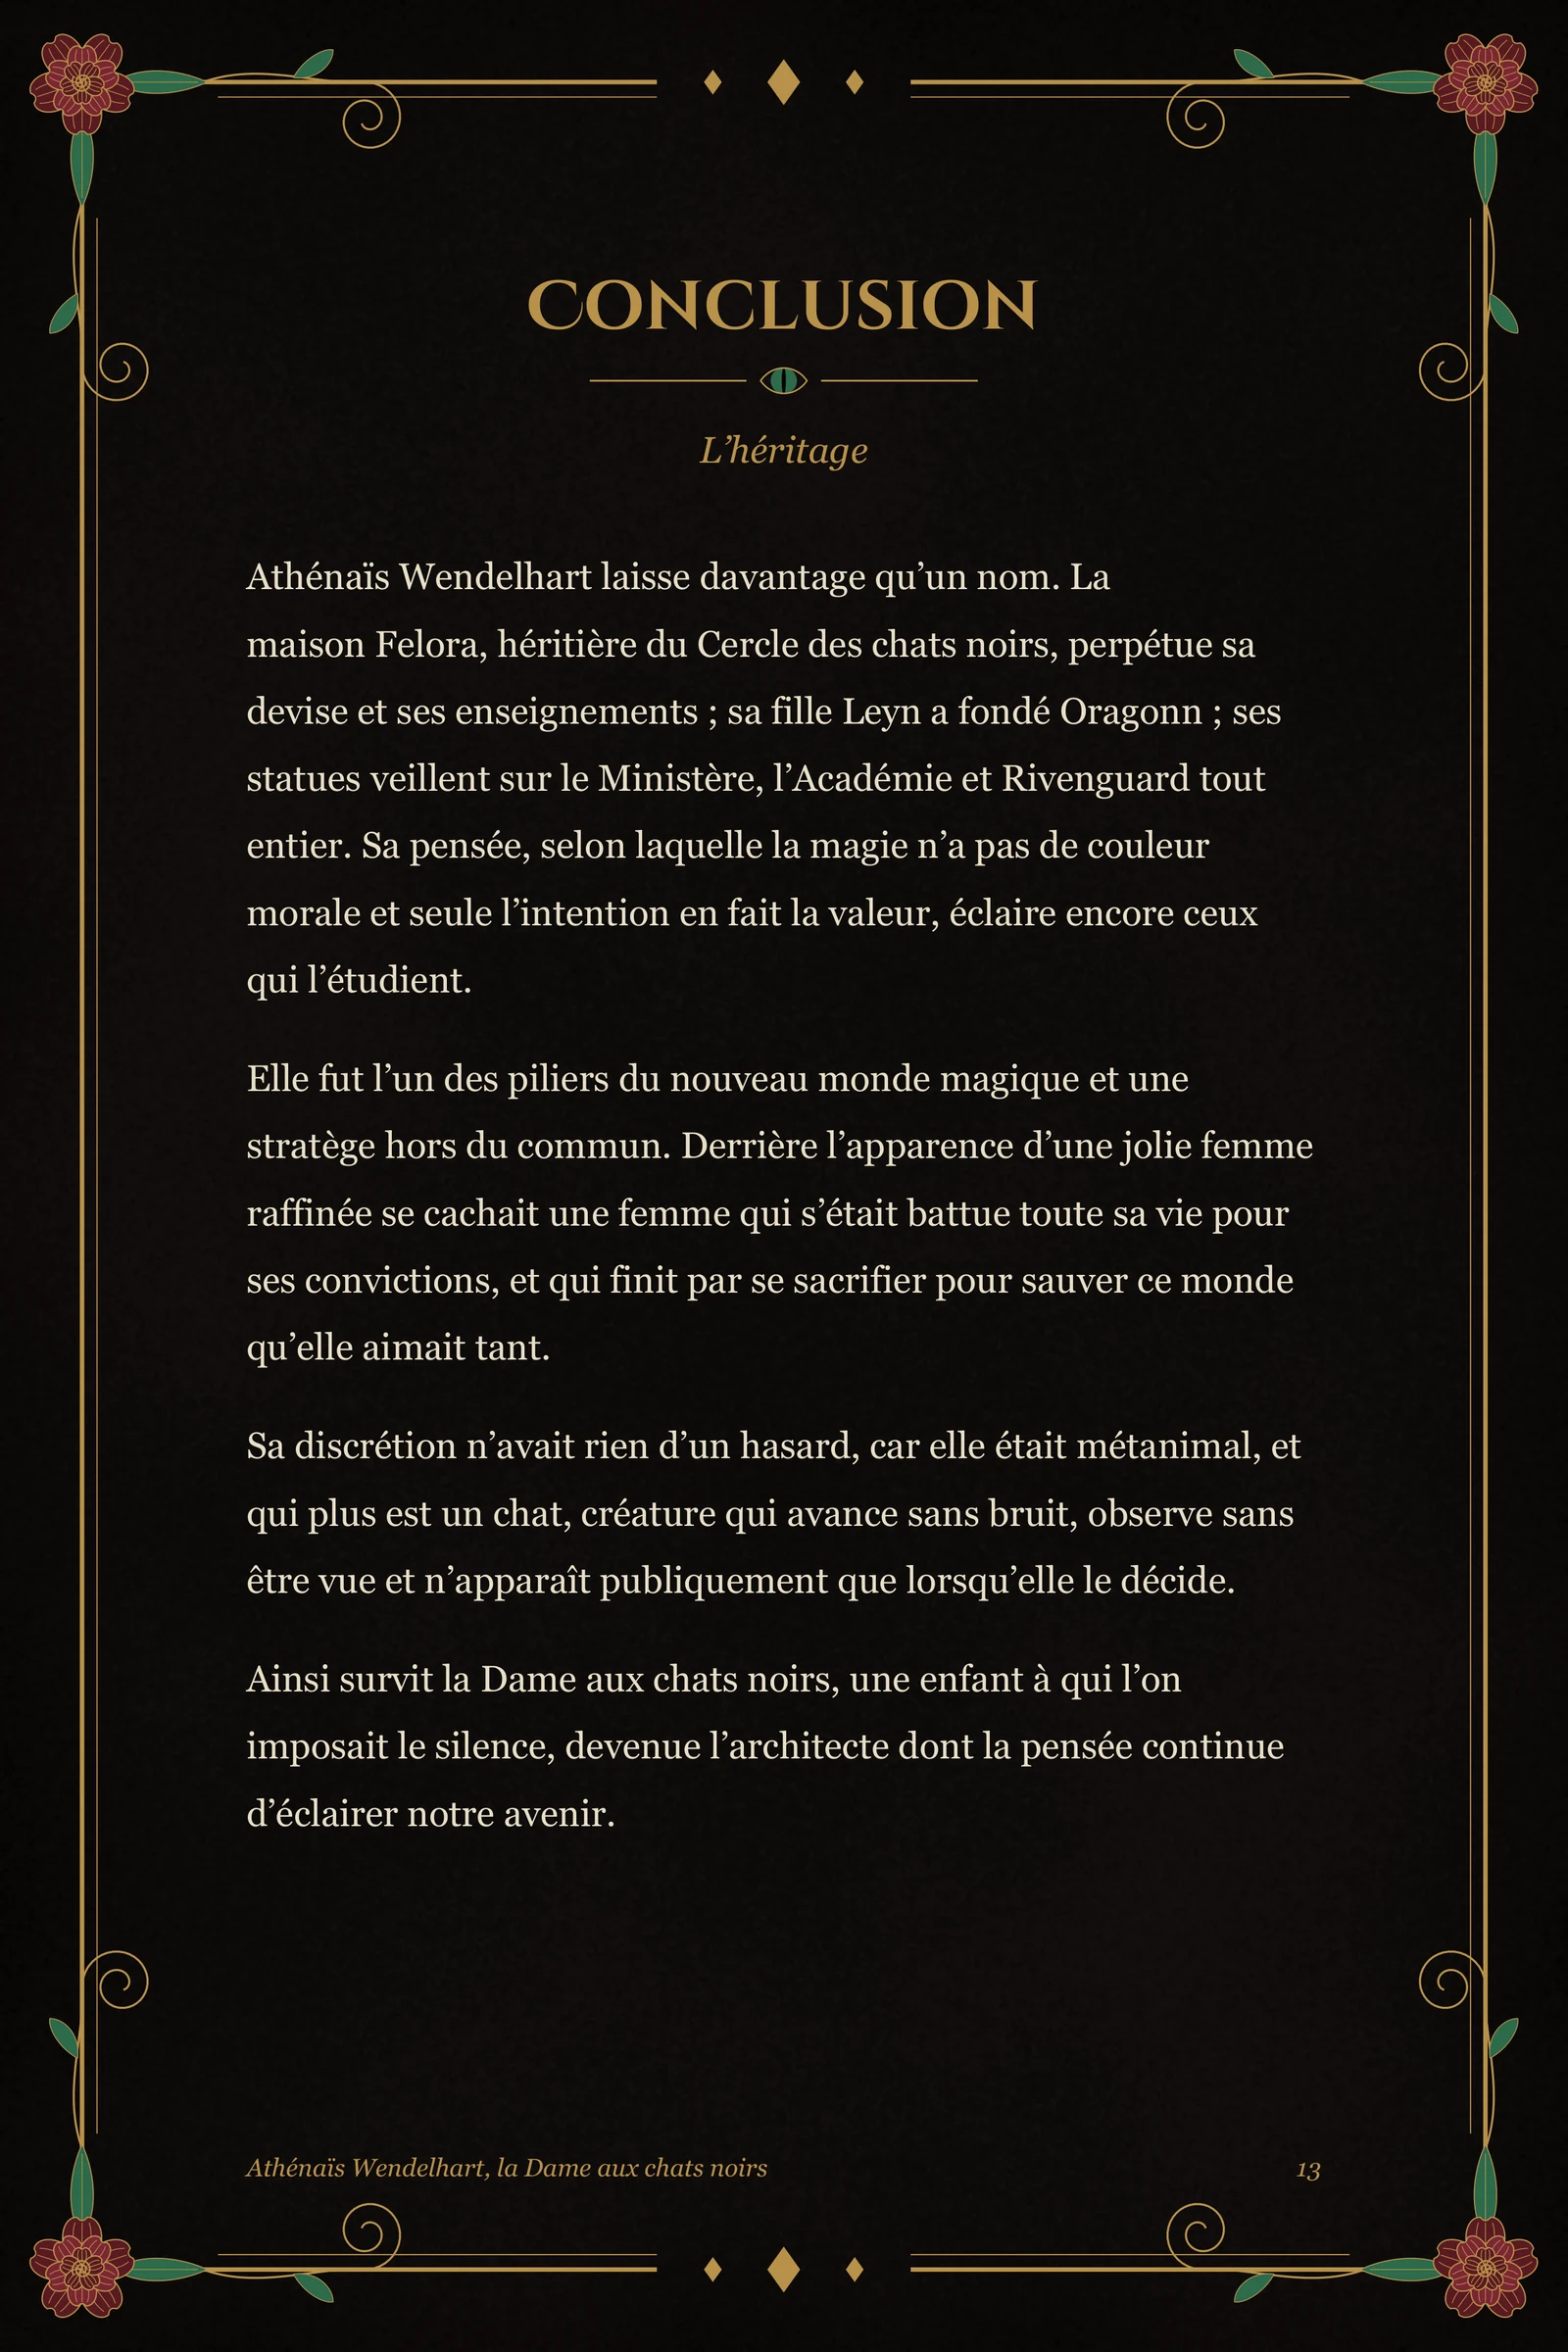 CONCLUSION
L’héritage
Athénaïs Wendelhart laisse davantage qu’un nom. La
maison Felora, héritière du Cercle des chats noirs, perpétue sa
devise et ses enseignements ; sa fille Leyn a fondé Oragonn ; ses
statues veillent sur le Ministère, l’Académie et Rivenguard tout
entier. Sa pensée, selon laquelle la magie n’a pas de couleur
morale et seule l’intention en fait la valeur, éclaire encore ceux
qui l’étudient.
Elle fut l’un des piliers du nouveau monde magique et une
stratège hors du commun. Derrière l’apparence d’une jolie femme
raffinée se cachait une femme qui s’était battue toute sa vie pour
ses convictions, et qui finit par se sacrifier pour sauver ce monde
qu’elle aimait tant.
Sa discrétion n’avait rien d’un hasard, car elle était métanimal, et
qui plus est un chat, créature qui avance sans bruit, observe sans
être vue et n’apparaît publiquement que lorsqu’elle le décide.
Ainsi survit la Dame aux chats noirs, une enfant à qui l’on
imposait le silence, devenue l’architecte dont la pensée continue
d’éclairer notre avenir.
Athénaïs Wendelhart, la Dame aux chats noirs 13